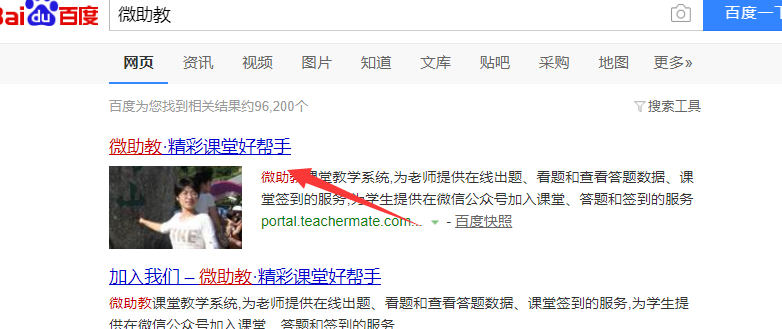 Bai du 百度
微助教
百度一下
网页 资讯 视频 图片 知道 文库 贴吧 采购 地图 更多»
百度为您找到相关结果约96,200个 搜索工具
微助教·精彩课堂好帮手
微助教课堂教学系统,为老师提供在线出题、看题和查看答题数据、课
堂签到的服务,为学生提供在微信公众号加入课堂、答题和签到的服务
portal.teachermate.com... - 百度快照
加入我们 – 微助教·精彩课堂好帮手
微助教课堂教学系统,为老师提供在线出题、看题和查看答题数据、课堂签到的服务,为学生提
供在微信公众号加入课堂、答题和签到的服务